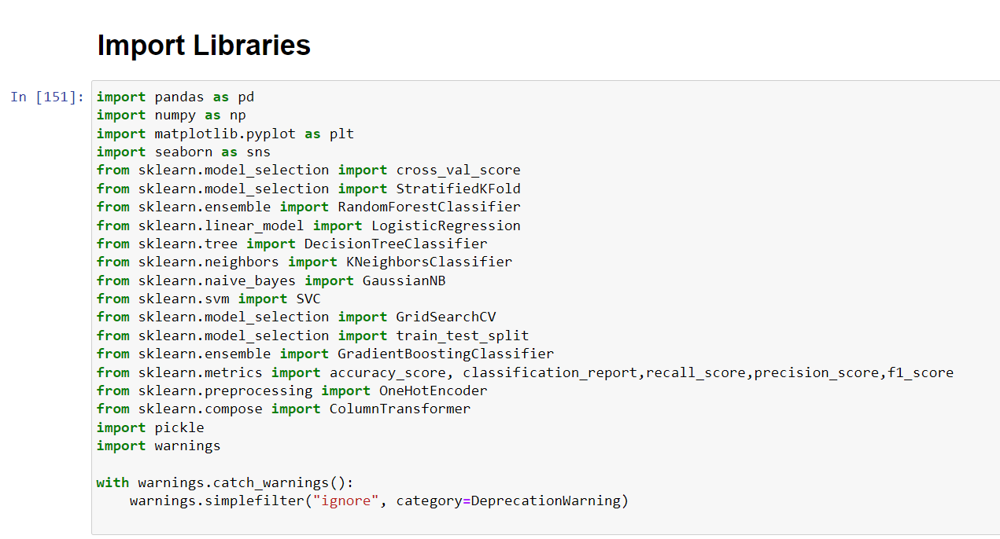 Import Libraries
In [151]:
import pandas as pd
import numpy as np
import matplotlib.pyplot as plt
import seaborn as sns
from sklearn.model_selection import cross_val_score
from sklearn.model_selection import StratifiedKFold
from sklearn.ensemble import RandomForestClassifier
from sklearn.linear_model import LogisticRegression
from sklearn.tree import DecisionTreeClassifier
from sklearn.neighbors import KNeighborsClassifier
from sklearn.naive_bayes import GaussianNB
from sklearn.svm import SVC
from sklearn.model_selection import GridSearchCV
from sklearn.model_selection import train_test_split
from sklearn.ensemble import GradientBoostingClassifier
from sklearn.metrics import accuracy_score, classification_report,recall_score,precision_score,f1_score
from sklearn.preprocessing import OneHotEncoder
from sklearn.compose import ColumnTransformer
import pickle
import warnings

with warnings.catch_warnings():
    warnings.simplefilter("ignore", category=DeprecationWarning)